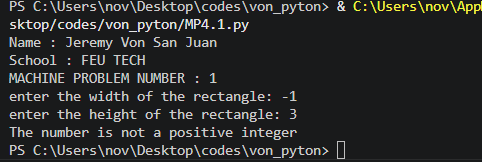 PS C:\Users\nov\Desktop\codes\von_pyton> & C:\Users\nov\App
sktop/codes/von_pyton/MP4.1.py
Name : Jeremy Von San Juan
School : FEU TECH
MACHINE PROBLEM NUMBER : 1
enter the width of the rectangle: -1
enter the height of the rectangle: 3
The number is not a positive integer
PS C:\Users\nov\Desktop\codes\von_pyton>